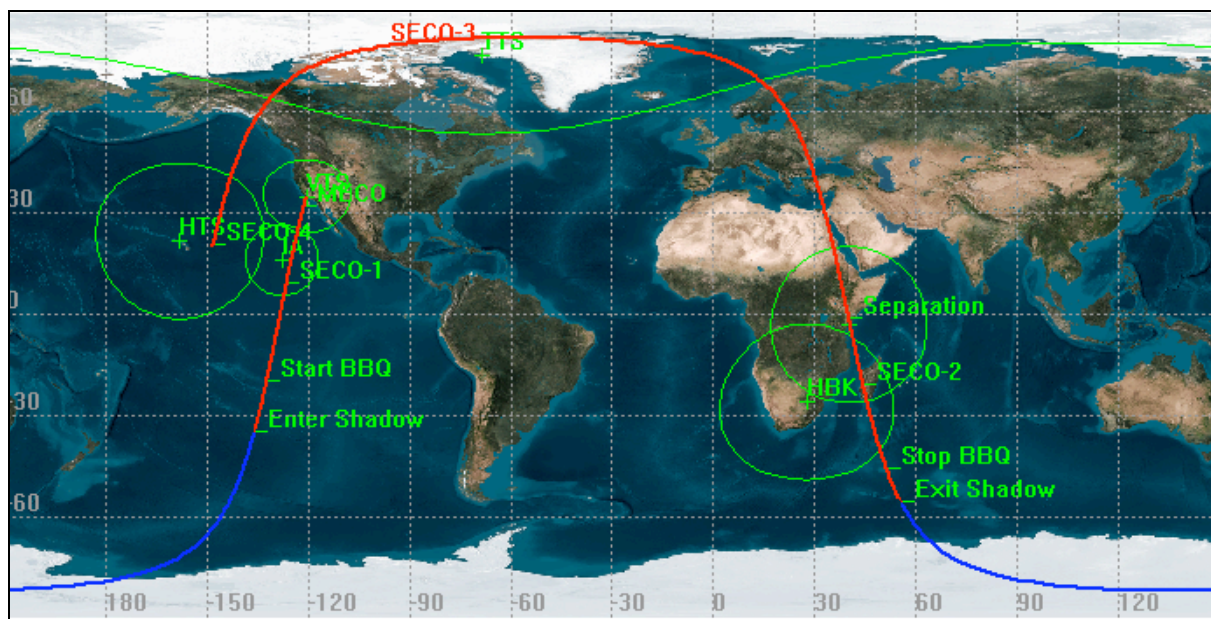 SECO-3
TTS
60
VTS
MECO
30
HTS
SECO-4
TA
SECO-1
0
Separation
Start BBQ
SECO-2
HBK
-30
Enter Shadow
Stop BBQ
Exit Shadow
-60
-180 -150 -120 -90 -60 -30 0 30 60 90 120